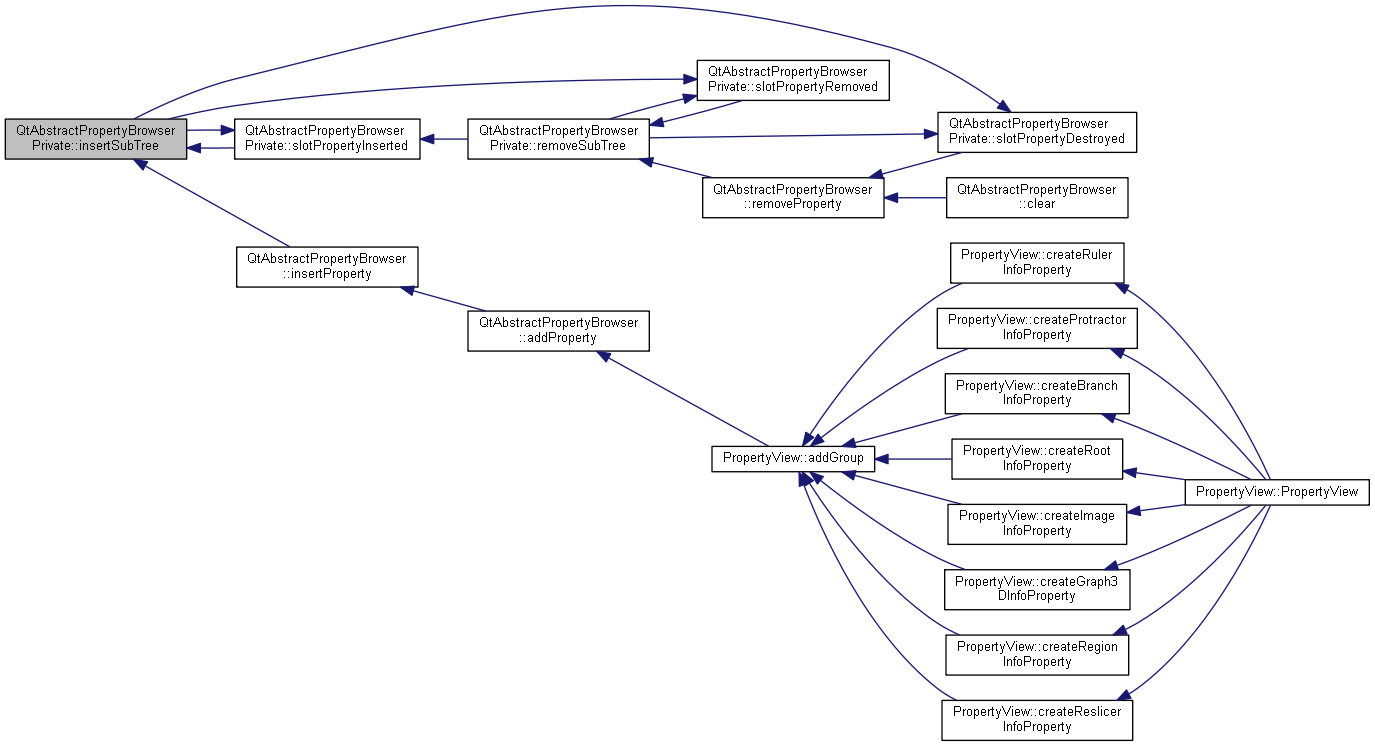 QtAbstractPropertyBrowser
Private::insertSubTree
QtAbstractPropertyBrowser
Private::slotPropertyInserted
QtAbstractPropertyBrowser
Private::removeSubTree
QtAbstractPropertyBrowser
Private::slotPropertyRemoved
QtAbstractPropertyBrowser
Private::slotPropertyDestroyed
QtAbstractPropertyBrowser
::removeProperty
QtAbstractPropertyBrowser
::clear
QtAbstractPropertyBrowser
::insertProperty
QtAbstractPropertyBrowser
::addProperty
PropertyView::addGroup
PropertyView::createRuler
InfoProperty
PropertyView::createProtractor
InfoProperty
PropertyView::createBranch
InfoProperty
PropertyView::createRoot
InfoProperty
PropertyView::createImage
InfoProperty
PropertyView::createGraph3
DInfoProperty
PropertyView::createRegion
InfoProperty
PropertyView::createReslicer
InfoProperty
PropertyView::PropertyView